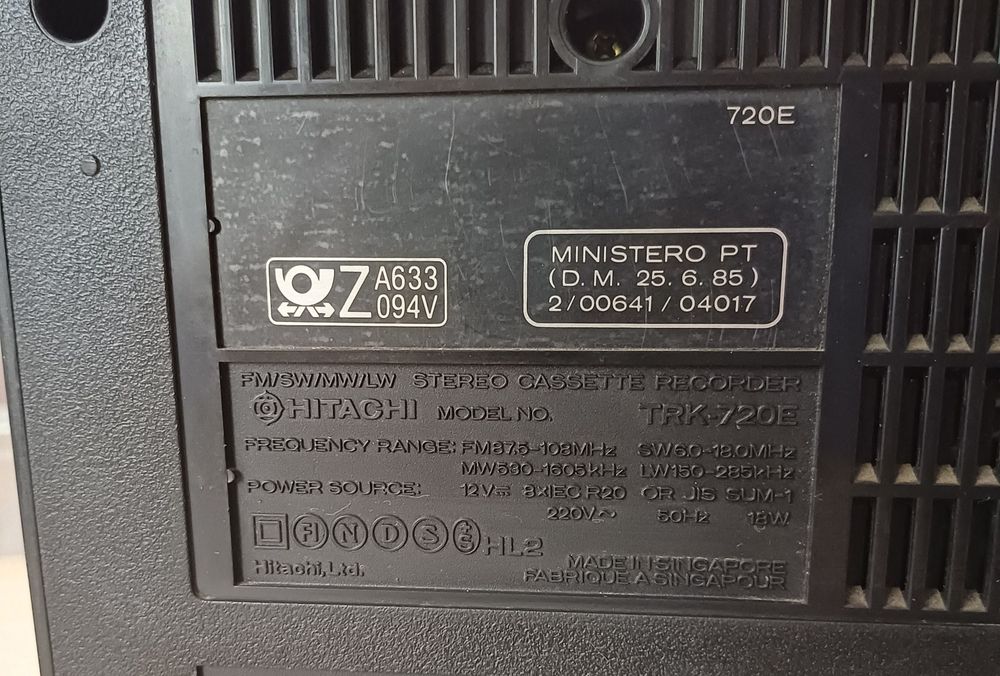 720E
Z A633
094V
MINISTERO PT
(D. M. 25. 6. 85)
2/00641/04017
FM/SW/MW/LW STEREO CASSETTE RECORDER
HITACHI MODEL NO. TRK-720E
FREQUENCY RANGE: FM87.5-108MHz SW6.0-18.0MHz
MW530-1605kHz LW150-285kHz
POWER SOURCE: 12V⎓ 8×IEC R20 OR JIS SUM-1
220V~ 50Hz 18W
FI N D S +S HL2
Hitachi, Ltd.
MADE IN SINGAPORE
FABRIQUE A SINGAPOUR